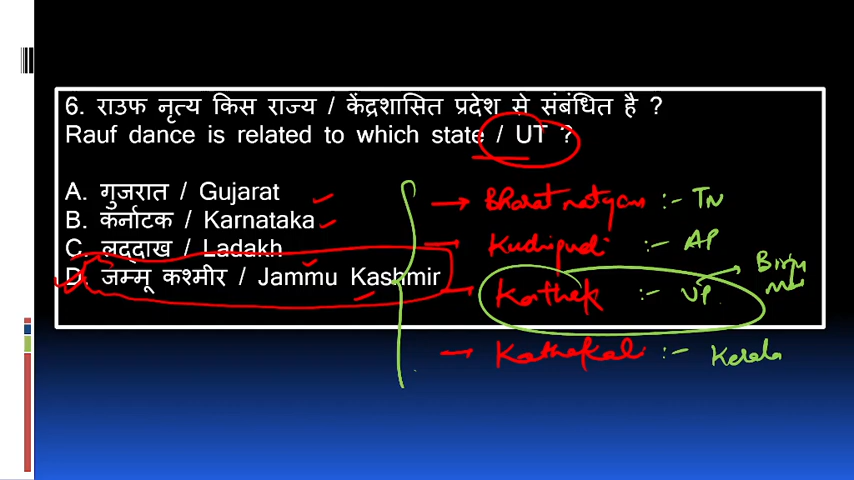 6. राउफ नृत्य किस राज्य / केंद्रशासित प्रदेश से संबंधित है ?
Rauf dance is related to which state / UT ?
A. गुजरात / Gujarat
B. कर्नाटक / Karnataka
C. लद्दाख / Ladakh
D. जम्मू कश्मीर / Jammu Kashmir
Bharatnatyam :- TN
Kuchipudi :- AP
Kathak :- UP
Birju
Kathakali :- Kerala